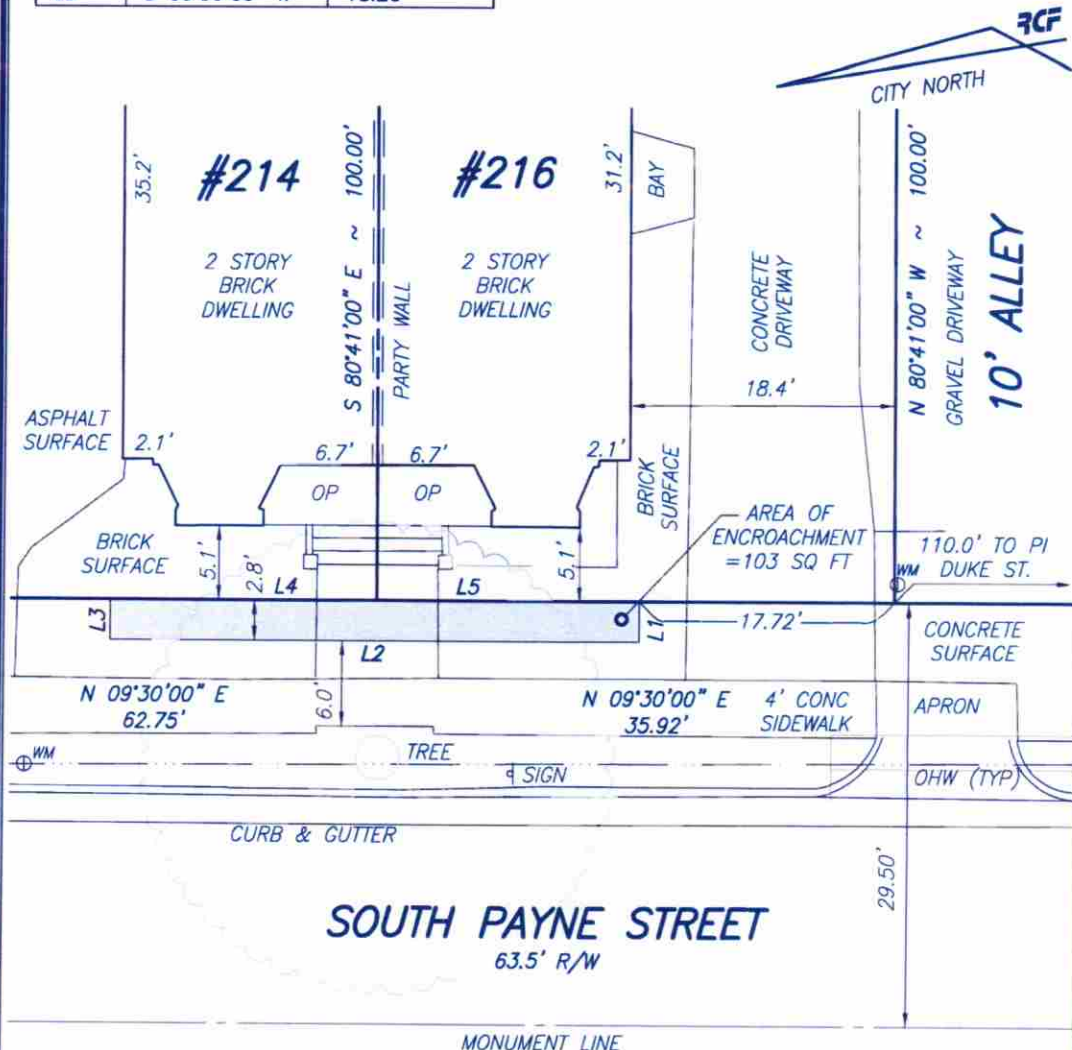 RCF
CITY NORTH
35.2'
#214
2 STORY
BRICK
DWELLING
S 80°41'00" E ~ 100.00'
PARTY WALL
#216
2 STORY
BRICK
DWELLING
31.2'
BAY
CONCRETE
DRIVEWAY
18.4'
N 80°41'00" W ~ 100.00'
GRAVEL DRIVEWAY
10' ALLEY
ASPHALT
SURFACE
2.1'
6.7'
6.7'
2.1'
OP
OP
BRICK
SURFACE
AREA OF
ENCROACHMENT
=103 SQ FT
BRICK
SURFACE
5.1'
2.8'
L4
L5
5.1'
WM
110.0' TO PI
DUKE ST.
L3
L2
L1
17.72'
CONCRETE
SURFACE
N 09°30'00" E
62.75'
6.0'
N 09°30'00" E
35.92'
4' CONC
SIDEWALK
APRON
WM
TREE
SIGN
OHW (TYP)
CURB & GUTTER
29.50'
SOUTH PAYNE STREET
63.5' R/W
MONUMENT LINE